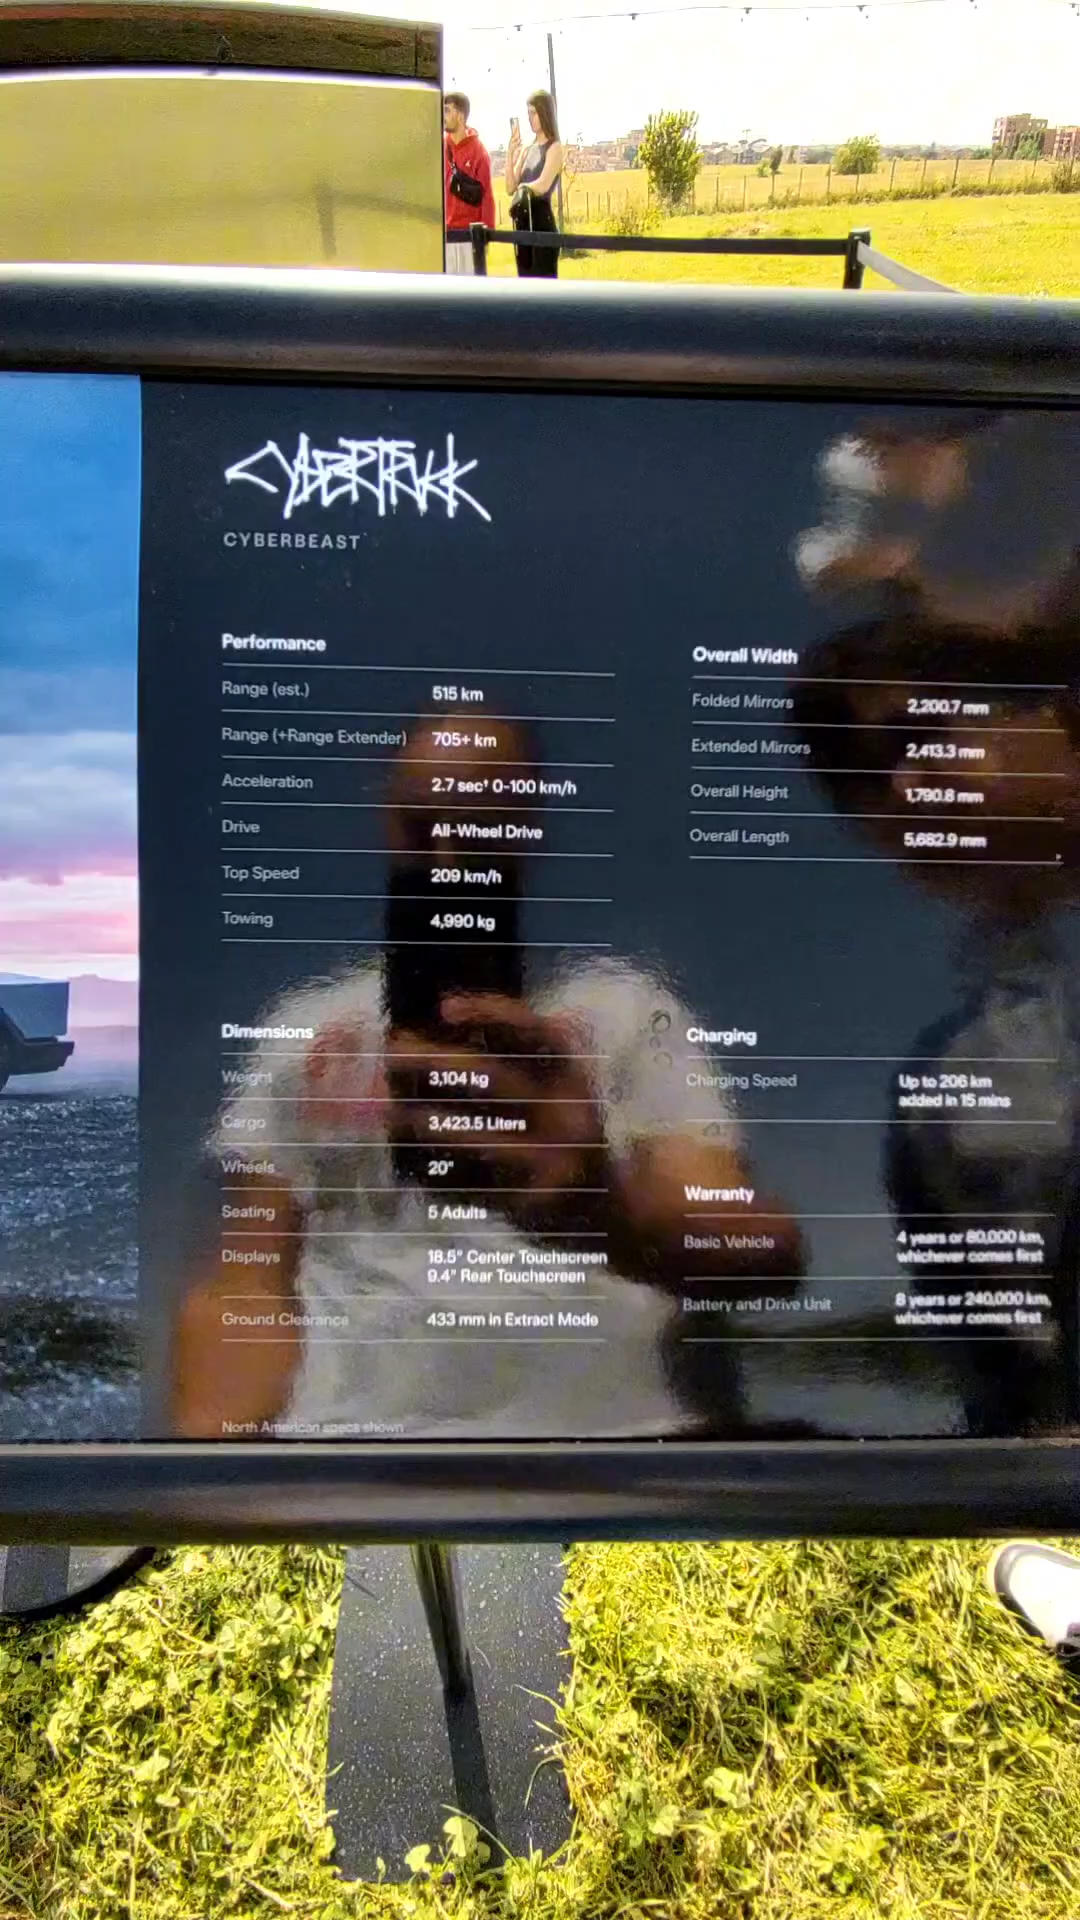 CYBERTRUCK
CYBERBEAST
Performance
Range (est.) 515 km
Range (+Range Extender) 705+ km
Acceleration 2.7 sec† 0-100 km/h
Drive All-Wheel Drive
Top Speed 209 km/h
Towing 4,990 kg
Dimensions
Weight 3,104 kg
Cargo 3,423.5 Liters
Wheels 20"
Seating 5 Adults
Displays 18.5" Center Touchscreen
9.4" Rear Touchscreen
Ground Clearance 433 mm in Extract Mode
North American specs shown
Overall Width
Folded Mirrors 2,200.7 mm
Extended Mirrors 2,413.3 mm
Overall Height 1,790.8 mm
Overall Length 5,682.9 mm
Charging
Charging Speed Up to 206 km
added in 15 mins
Warranty
Basic Vehicle 4 years or 80,000 km,
whichever comes first
Battery and Drive Unit 8 years or 240,000 km,
whichever comes first